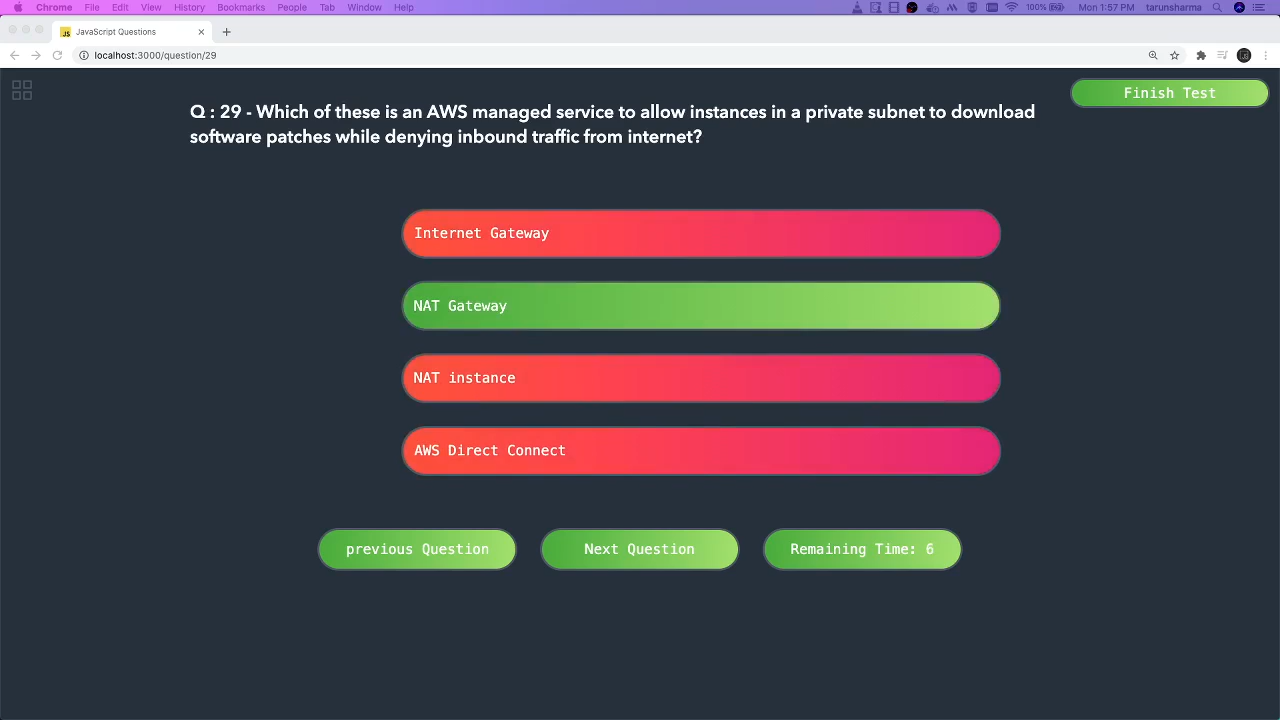 Chrome File Edit View History Bookmarks People Tab Window Help 100% Mon 1:57 PM tarunsharma
JS JavaScript Questions
localhost:3000/question/29
Finish Test
Q : 29 - Which of these is an AWS managed service to allow instances in a private subnet to download
software patches while denying inbound traffic from internet?
Internet Gateway
NAT Gateway
NAT instance
AWS Direct Connect
previous Question
Next Question
Remaining Time: 6